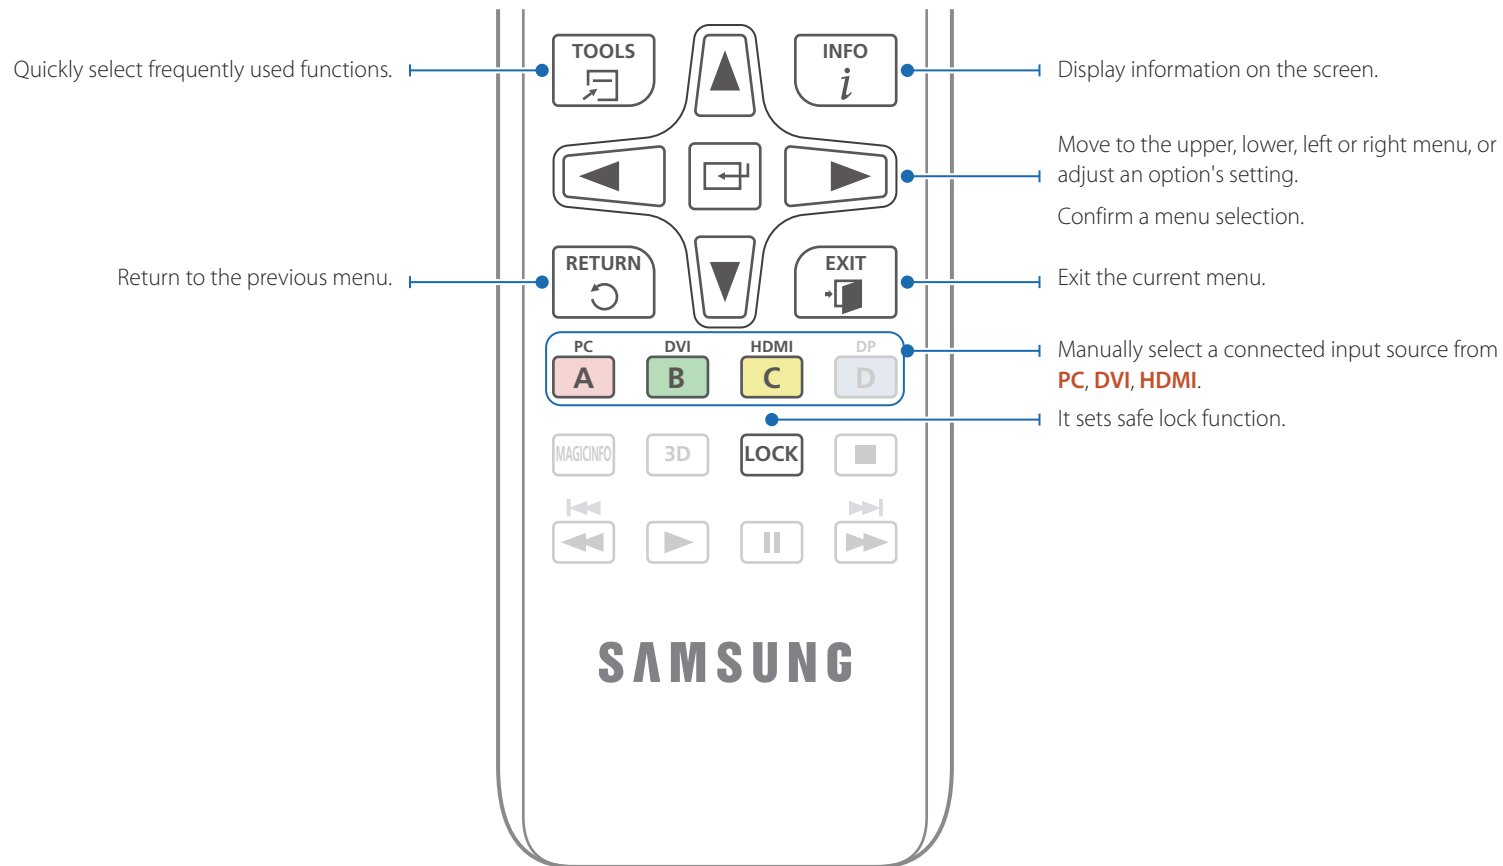 TOOLS
INFO
Quickly select frequently used functions.
i
Display information on the screen.
Move to the upper, lower, left or right menu, or
adjust an option's setting.
Confirm a menu selection.
RETURN
EXIT
Return to the previous menu.
Exit the current menu.
PC DVI HDMI DP
A B C D
Manually select a connected input source from
PC, DVI, HDMI.
It sets safe lock function.
MAGICINFO 3D LOCK
SAMSUNG